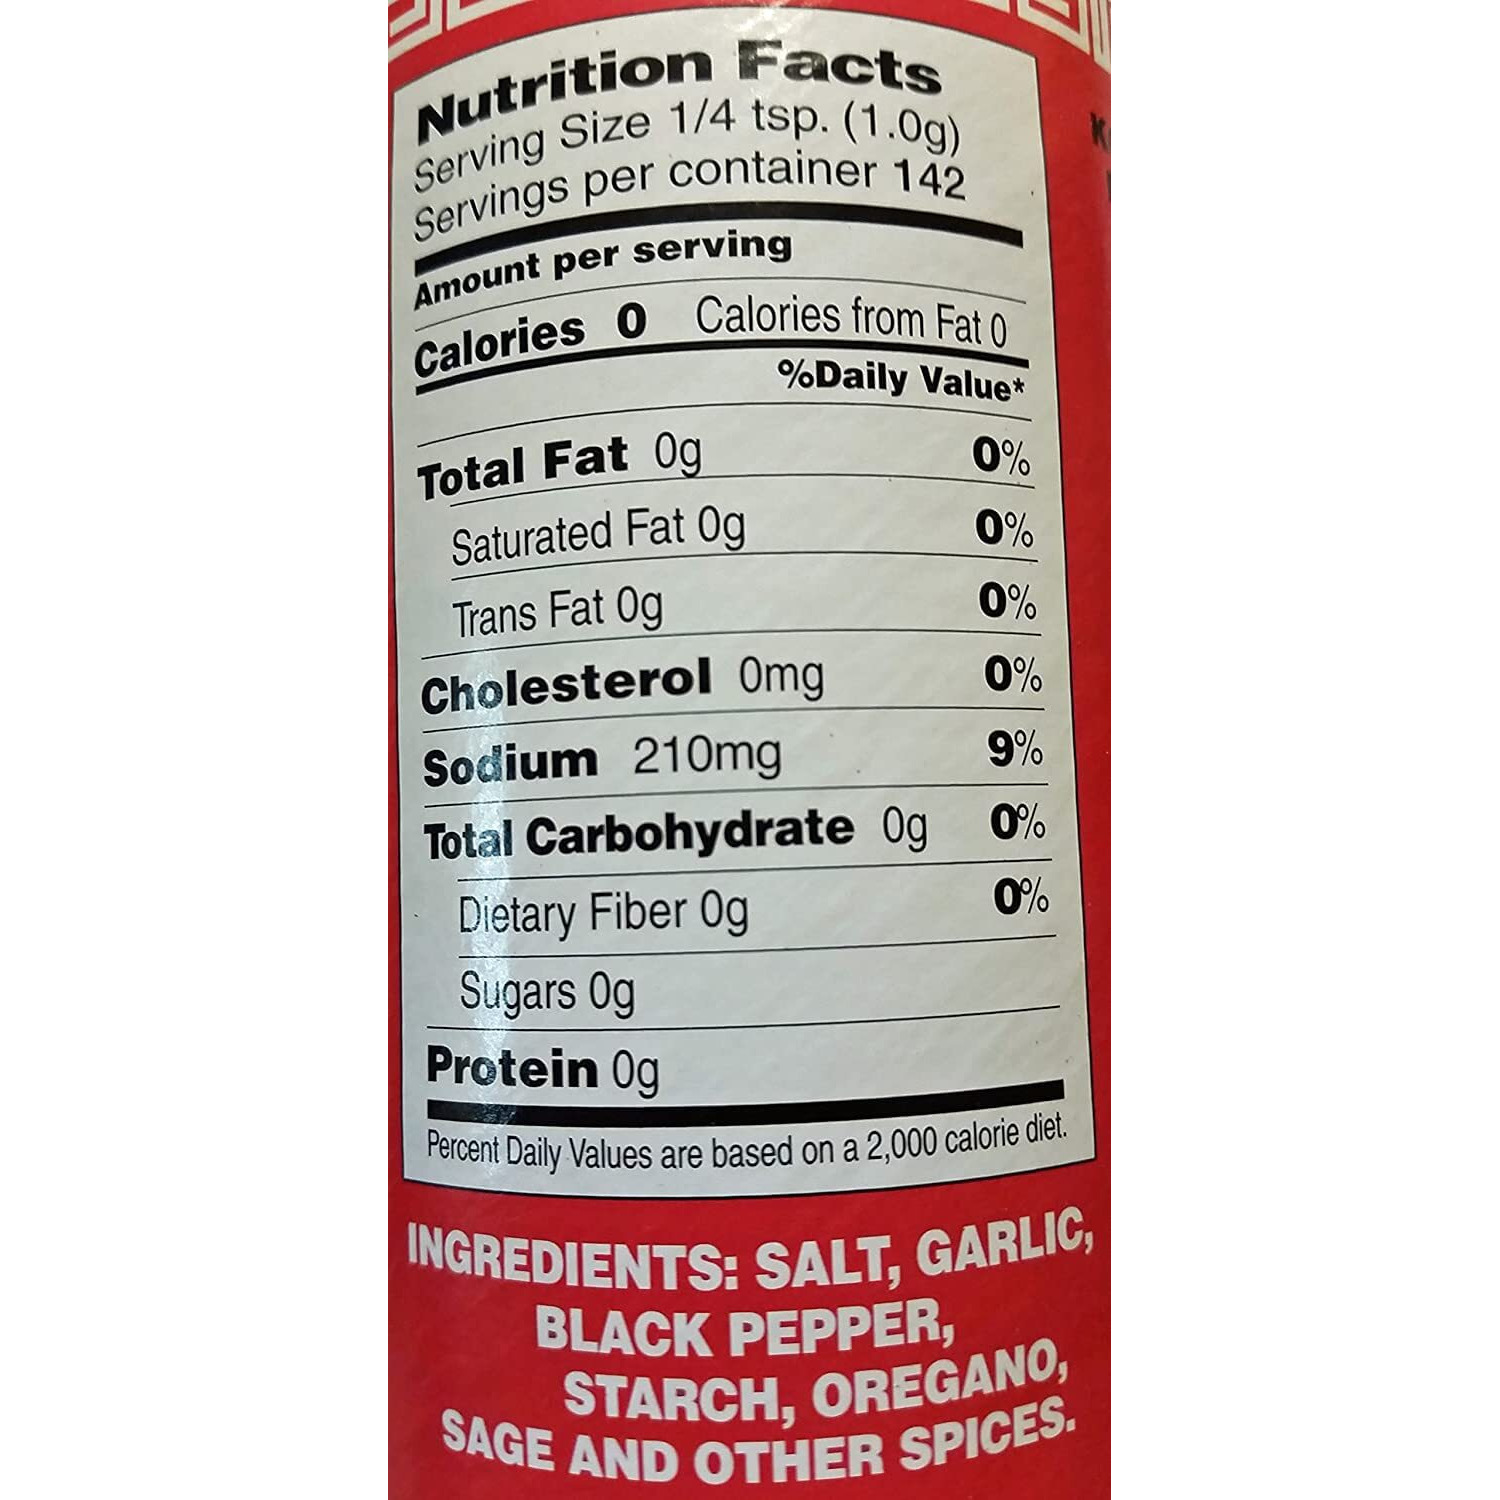 Nutrition Facts
Serving Size 1/4 tsp. (1.0g)
Servings per container 142
Amount per serving
Calories 0 Calories from Fat 0
%Daily Value*
Total Fat 0g 0%
Saturated Fat 0g 0%
Trans Fat 0g 0%
Cholesterol 0mg 0%
Sodium 210mg 9%
Total Carbohydrate 0g 0%
Dietary Fiber 0g 0%
Sugars 0g
Protein 0g
Percent Daily Values are based on a 2,000 calorie diet.
INGREDIENTS: SALT, GARLIC,
BLACK PEPPER,
STARCH, OREGANO,
SAGE AND OTHER SPICES.